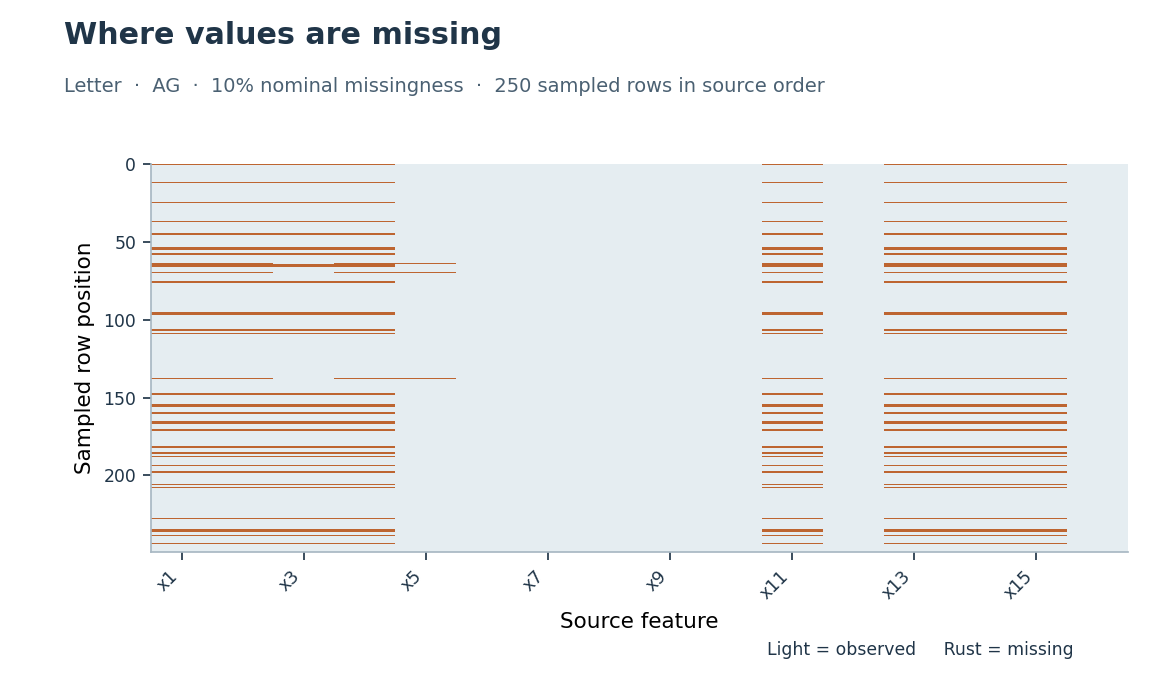 Where values are missing
Letter · AG · 10% nominal missingness · 250 sampled rows in source order
0
50
100
150
200
Sampled row position
x1 x3 x5 x7 x9 x11 x13 x15
Source feature
Light = observed Rust = missing